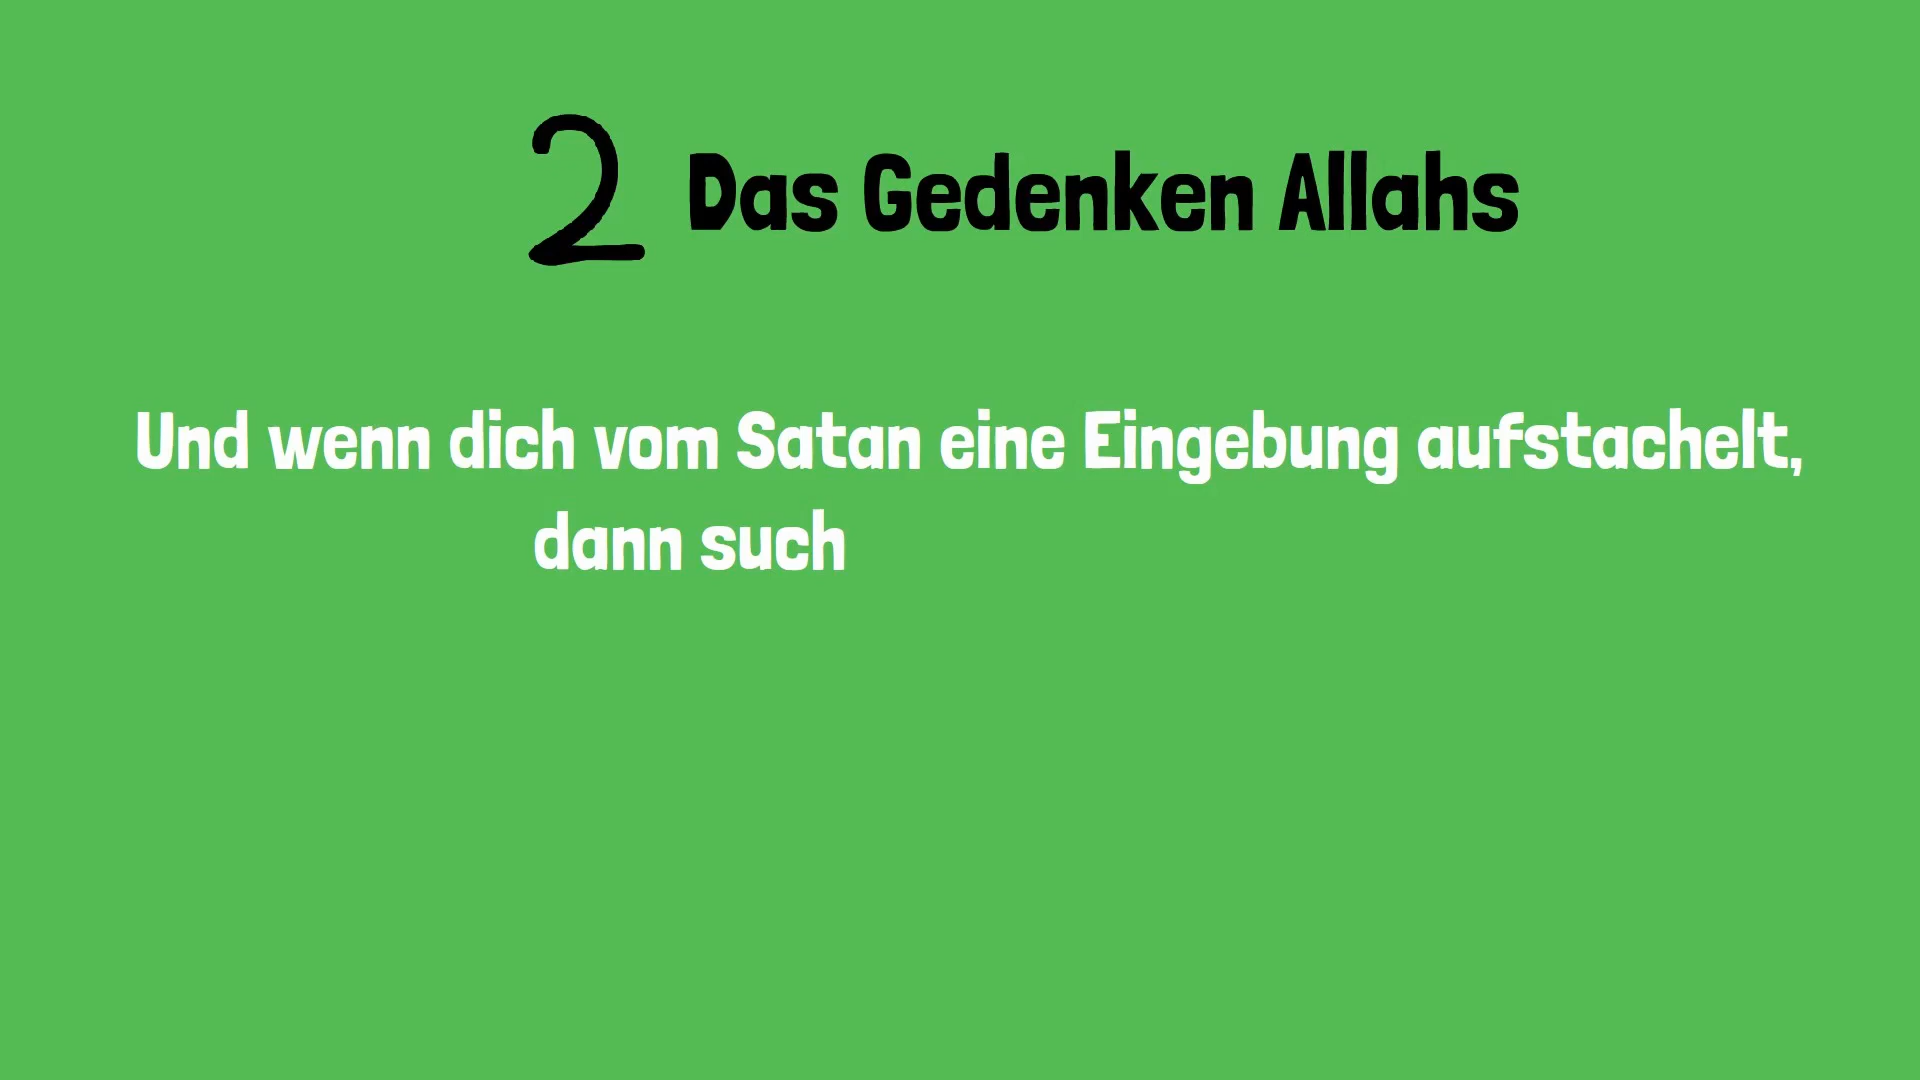 2 Das Gedenken Allahs
Und wenn dich vom Satan eine Eingebung aufstachelt,
dann such